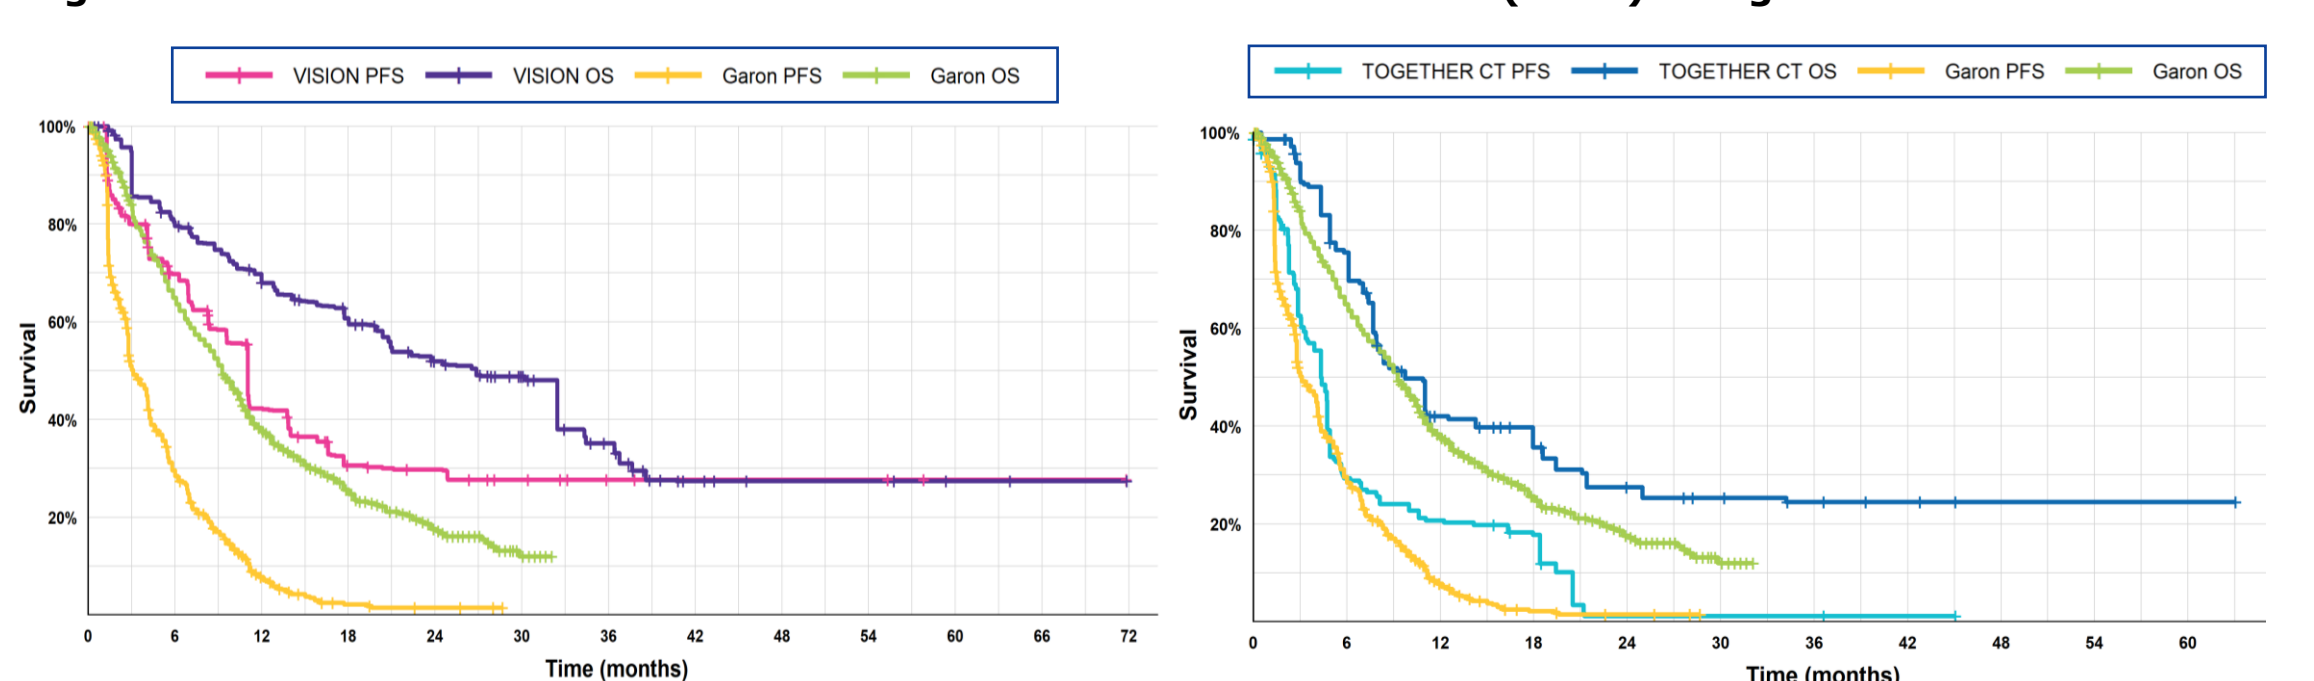 VISION PFS VISION OS Garon PFS Garon OS
100%
80%
60%
40%
20%
Survival
0 6 12 18 24 30 36 42 48 54 60 66 72
Time (months)
TOGETHER CT PFS TOGETHER CT OS Garon PFS Garon OS
100%
80%
60%
40%
20%
Survival
0 6 12 18 24 30 36 42 48 54 60
Time (months)